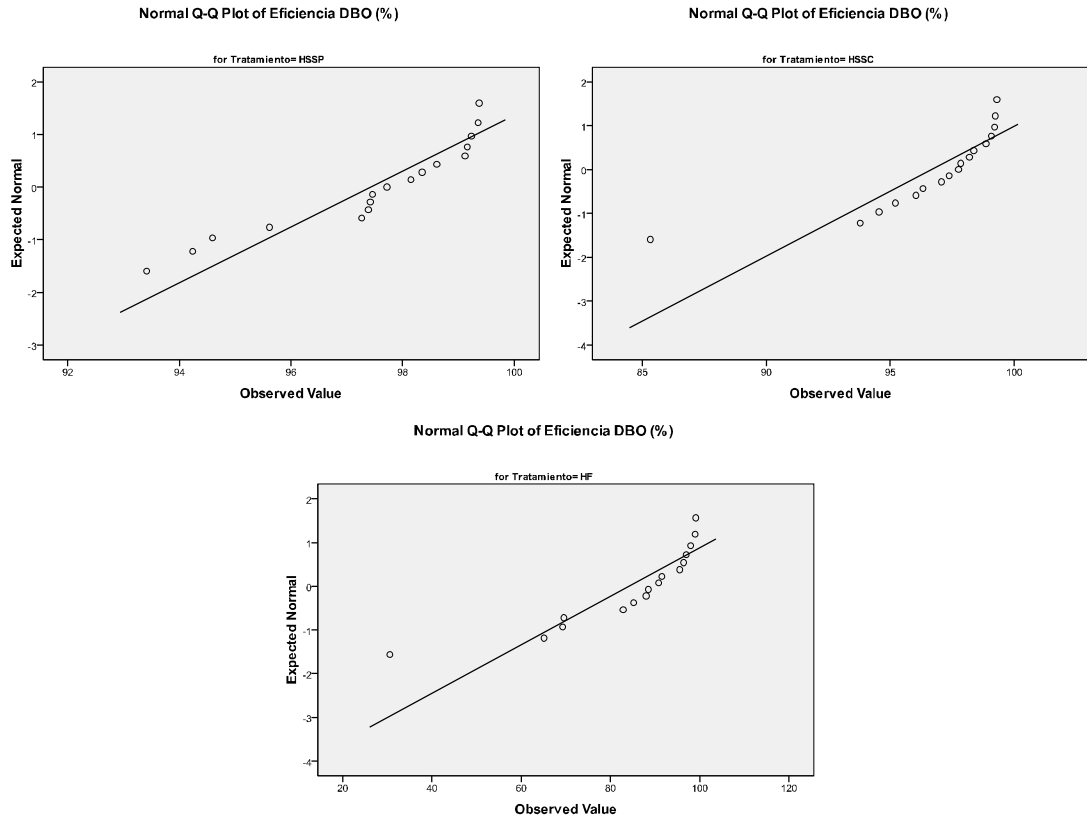 Normal Q-Q Plot of Eficiencia DBO (%)
for Tratamiento= HSSP
Expected Normal
2
1
0
-1
-2
-3
92
94
96
98
100
Observed Value
Normal Q-Q Plot of Eficiencia DBO (%)
for Tratamiento= HSSC
Expected Normal
2
1
0
-1
-2
-3
-4
85
90
95
100
Observed Value
Normal Q-Q Plot of Eficiencia DBO (%)
for Tratamiento= HF
Expected Normal
2
1
0
-1
-2
-3
-4
20
40
60
80
100
120
Observed Value